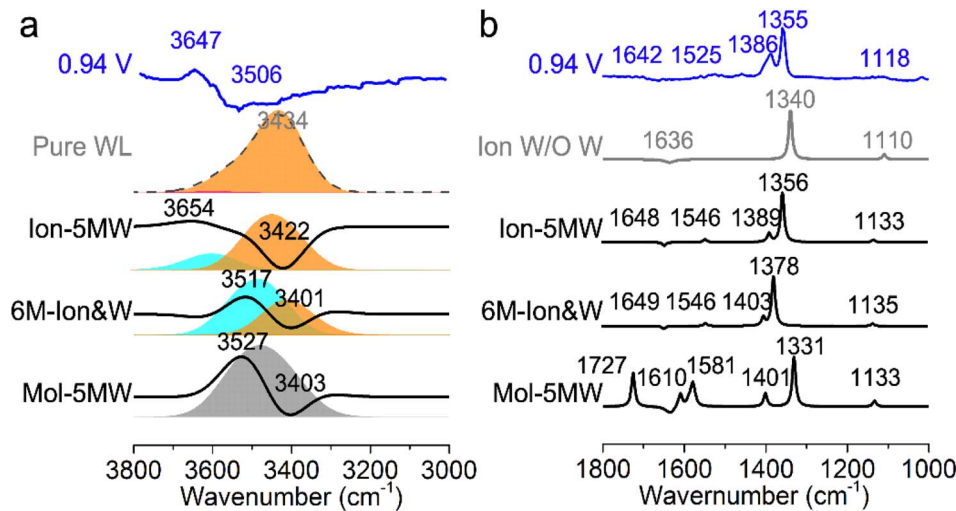 a
3647
0.94 V
3506
3434
Pure WL
3654
Ion-5MW
3422
3517
6M-Ion&W
3401
3527
Mol-5MW
3403
3800 3600 3400 3200 3000
Wavenumber (cm-1)
b
1355
1386
0.94 V
1642 1525 1118
1340
Ion W/O W
1636 1110
1356
Ion-5MW
1648 1546 1389 1133
1378
6M-Ion&W
1649 1546 1403 1135
1331
1727 1610 1581 1401 1133
Mol-5MW
1800 1600 1400 1200 1000
Wavernumber (cm-1)